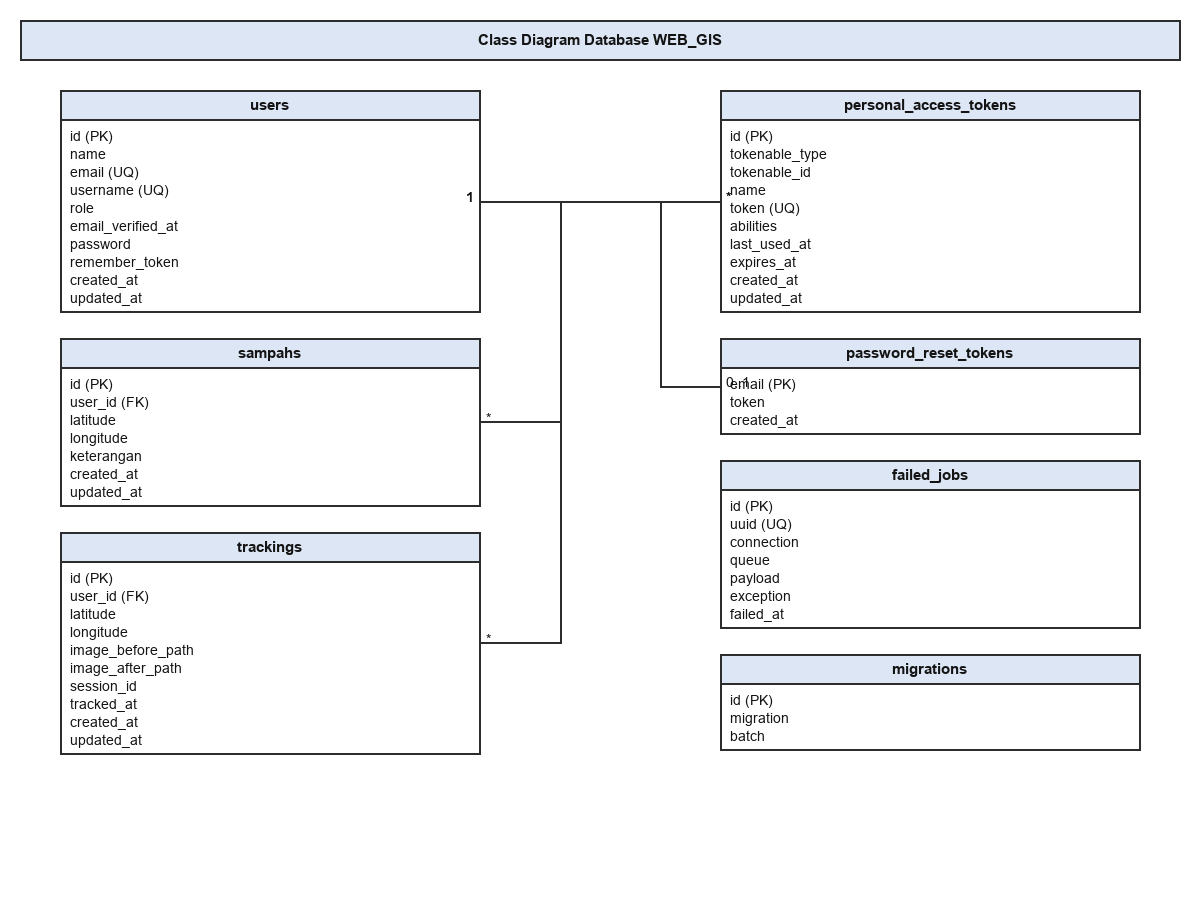 Class Diagram Database WEB_GIS
users
id (PK)
name
email (UQ)
username (UQ)
role
email_verified_at
password
remember_token
created_at
updated_at
1
personal_access_tokens
id (PK)
tokenable_type
tokenable_id
name
*
token (UQ)
abilities
last_used_at
expires_at
created_at
updated_at
sampahs
id (PK)
user_id (FK)
latitude
longitude
keterangan
created_at
updated_at
*
password_reset_tokens
email (PK)
token
created_at
trackings
id (PK)
user_id (FK)
latitude
longitude
image_before_path
image_after_path
session_id
tracked_at
created_at
updated_at
*
failed_jobs
id (PK)
uuid (UQ)
connection
queue
payload
exception
failed_at
migrations
id (PK)
migration
batch